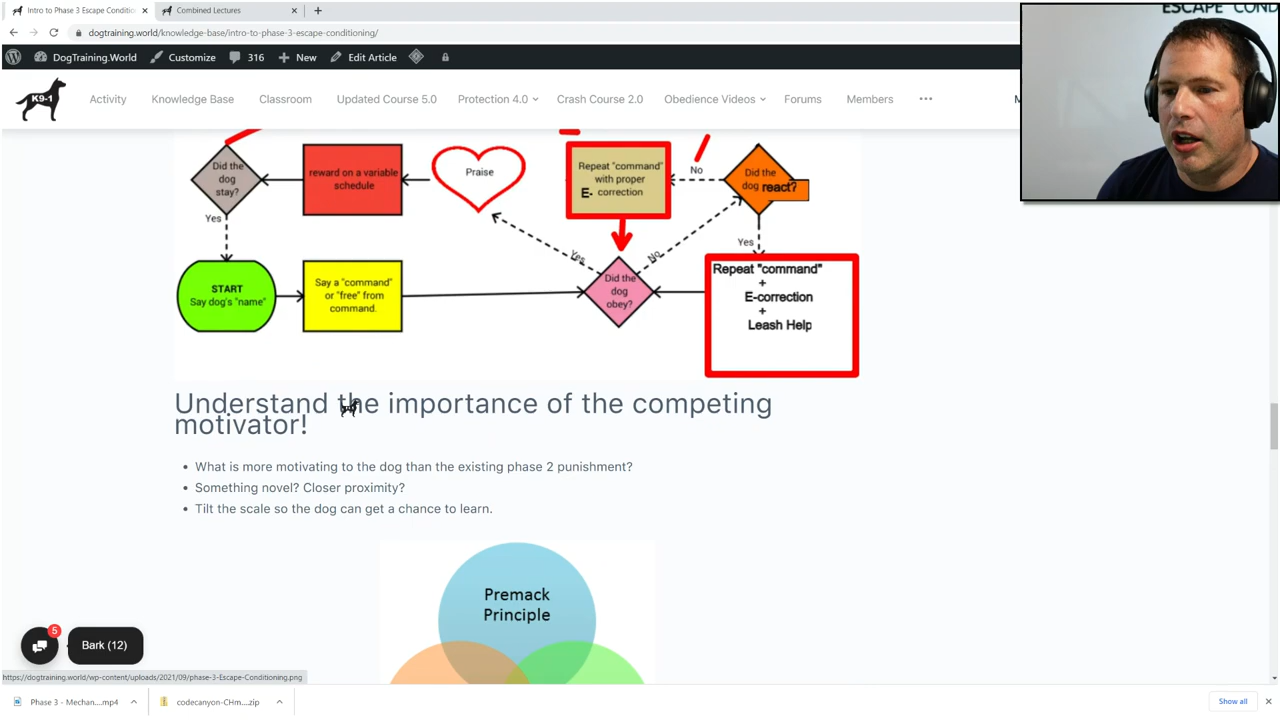 Intro to Phase 3 Escape Conditio
Combined Lectures
ESCAPE COND
dogtraining.world/knowledge-base/intro-to-phase-3-escape-conditioning/
DogTraining.World
Customize
316
New
Edit Article
K9-1
Activity
Knowledge Base
Classroom
Updated Course 5.0
Protection 4.0
Crash Course 2.0
Obedience Videos
Forums
Members
M
Did the
dog
stay?
reward on a variable
schedule
Praise
Repeat "command"
with proper
E- correction
No
Did the
dog react?
Yes
Yes
No
Yes
START
Say dog's "name"
Say a "command"
or "free" from
command.
Did the
dog
obey?
Repeat "command"
+
E-correction
+
Leash Help
Understand the importance of the competing
motivator!
What is more motivating to the dog than the existing phase 2 punishment?
Something novel? Closer proximity?
Tilt the scale so the dog can get a chance to learn.
Premack
Principle
5
Bark (12)
https://dogtraining.world/wp-content/uploads/2021/09/phase-3-Escape-Conditioning.png
Phase 3 - Mechan....mp4
codecanyon-CHm....zip
Show all